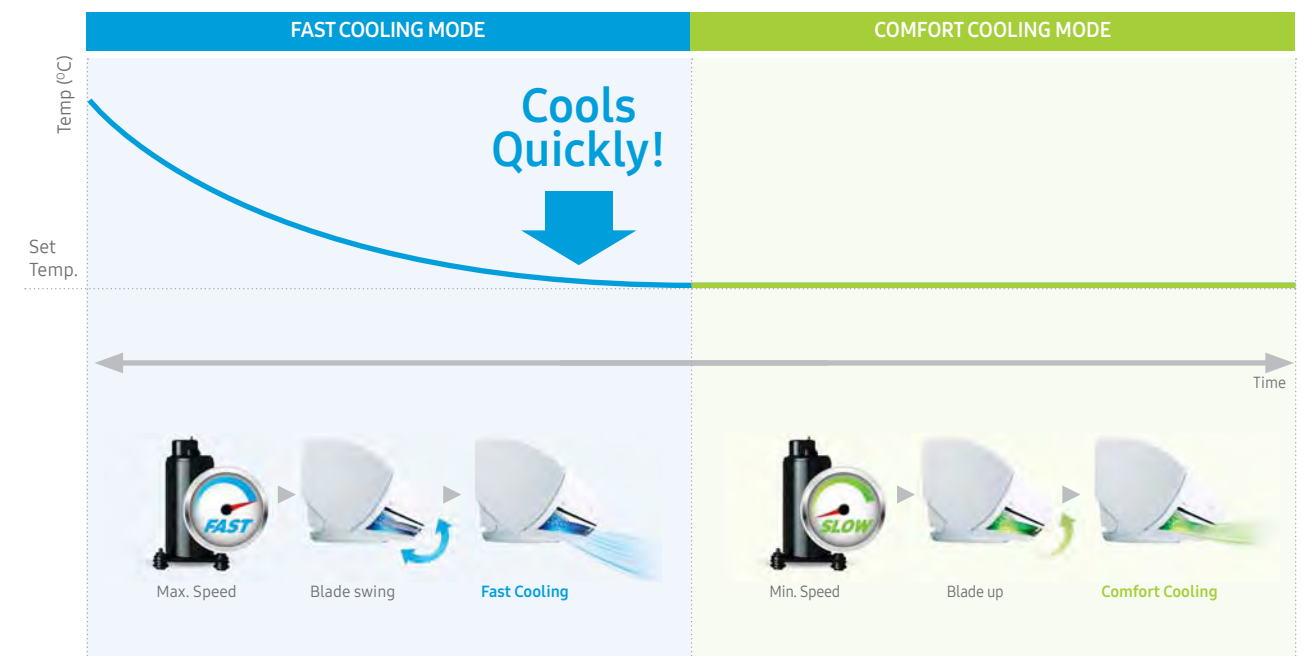 FAST COOLING MODE
COMFORT COOLING MODE
Temp (ºC)
Cools
Quickly!
Set
Temp.
Time
FAST
SLOW
Max. Speed
Blade swing
Fast Cooling
Min. Speed
Blade up
Comfort Cooling